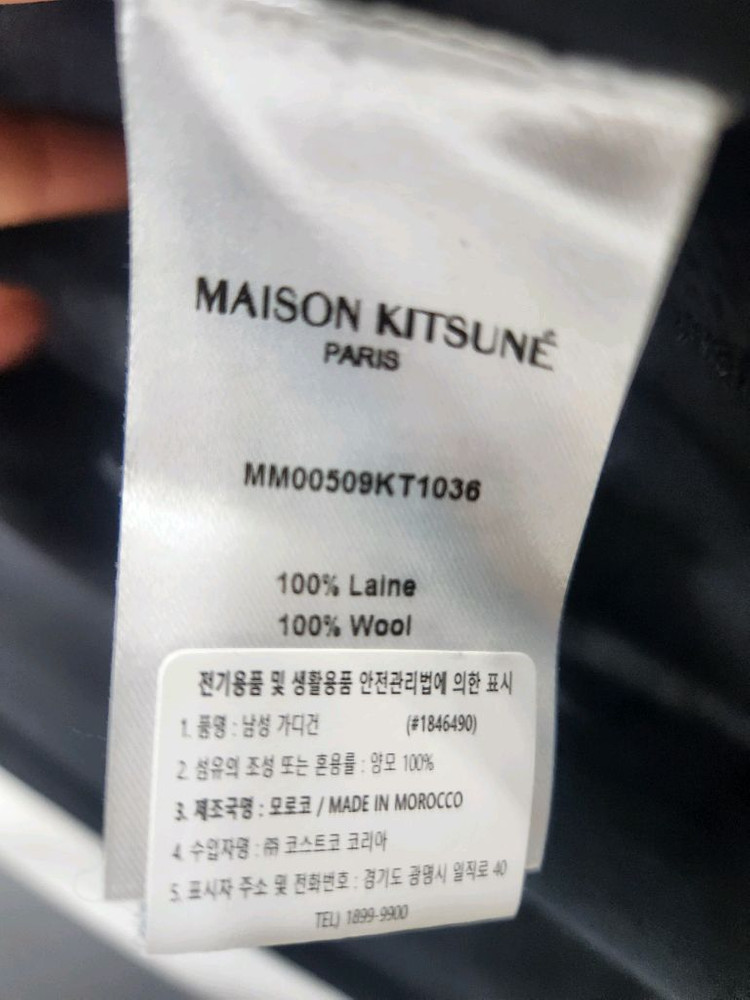 MAISON KITSUNÉ
PARIS
MM00509KT1036
100% Laine
100% Wool
전기용품 및 생활용품 안전관리법에 의한 표시
1. 품명 : 남성 가디건 (#1846490)
2. 섬유의 조성 또는 혼용률 : 양모 100%
3. 제조국명 : 모로코 / MADE IN MOROCCO
4. 수입자명 : ㈜ 코스트코 코리아
5. 표시자 주소 및 전화번호 : 경기도 광명시 일직로 40
TEL) 1899-9900